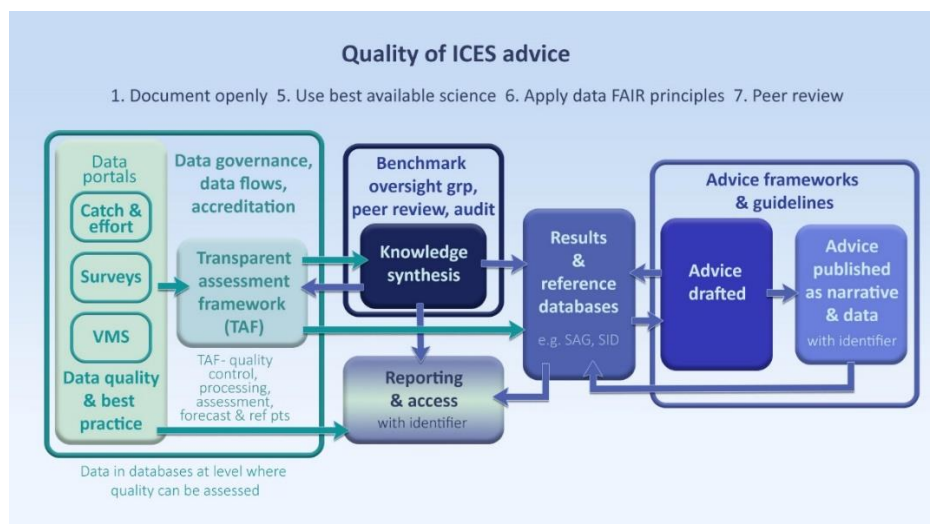 Quality of ICES advice
1. Document openly 5. Use best available science 6. Apply data FAIR principles 7. Peer review
Data
portals
Catch &
effort
Surveys
VMS
Data quality
& best
practice
Data governance,
data flows,
accreditation
Transparent
assessment
framework
(TAF)
TAF- quality
control,
processing,
assessment,
forecast & ref pts
Data in databases at level where
quality can be assessed
Benchmark
oversight grp,
peer review, audit
Knowledge
synthesis
Reporting
& access
with identifier
Results
&
reference
databases
e.g. SAG, SID
Advice frameworks
& guidelines
Advice
drafted
Advice
published
as narrative
& data
with identifier